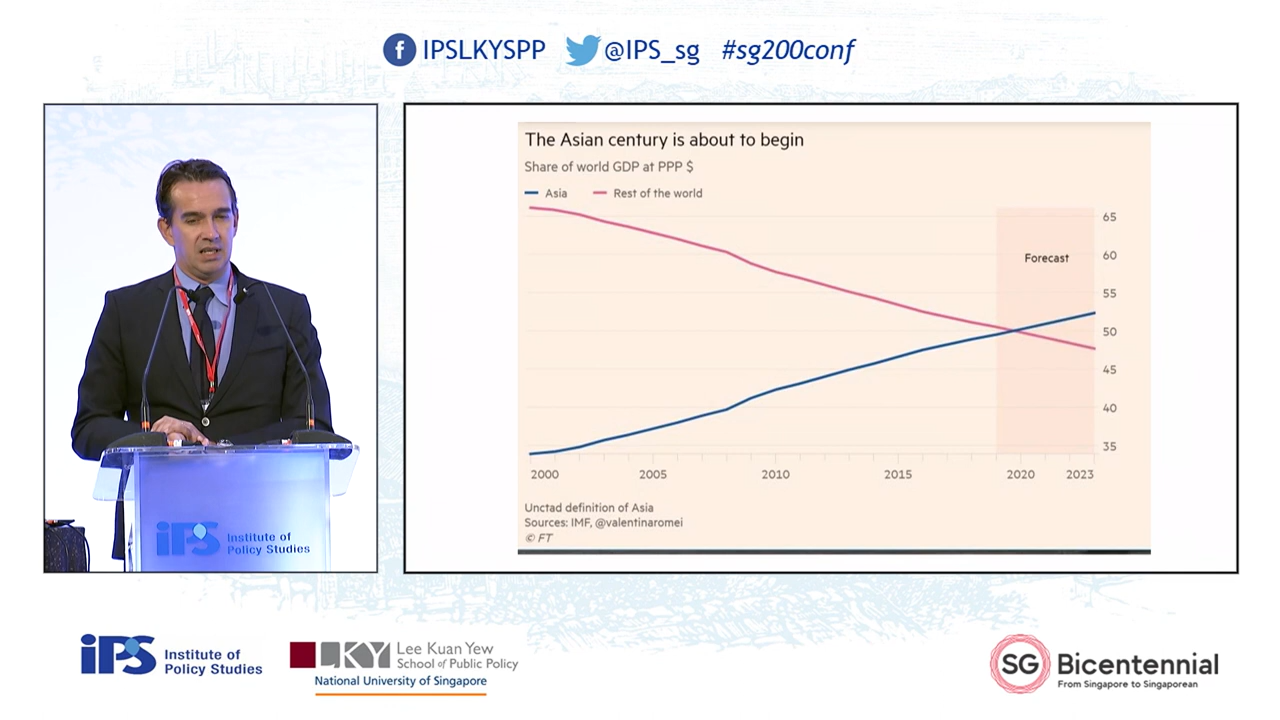 f IPSLKYSPP @IPS_sg #sg200conf
The Asian century is about to begin
Share of world GDP at PPP $
Asia Rest of the world
65
Forecast
60
55
50
45
40
35
2000 2005 2010 2015 2020 2023
Unctad definition of Asia
Sources: IMF, @valentinaromei
© FT
iPS Institute of
Policy Studies
iPS Institute of
Policy Studies
LKY Lee Kuan Yew
School of Public Policy
National University of Singapore
SG Bicentennial
From Singapore to Singaporean